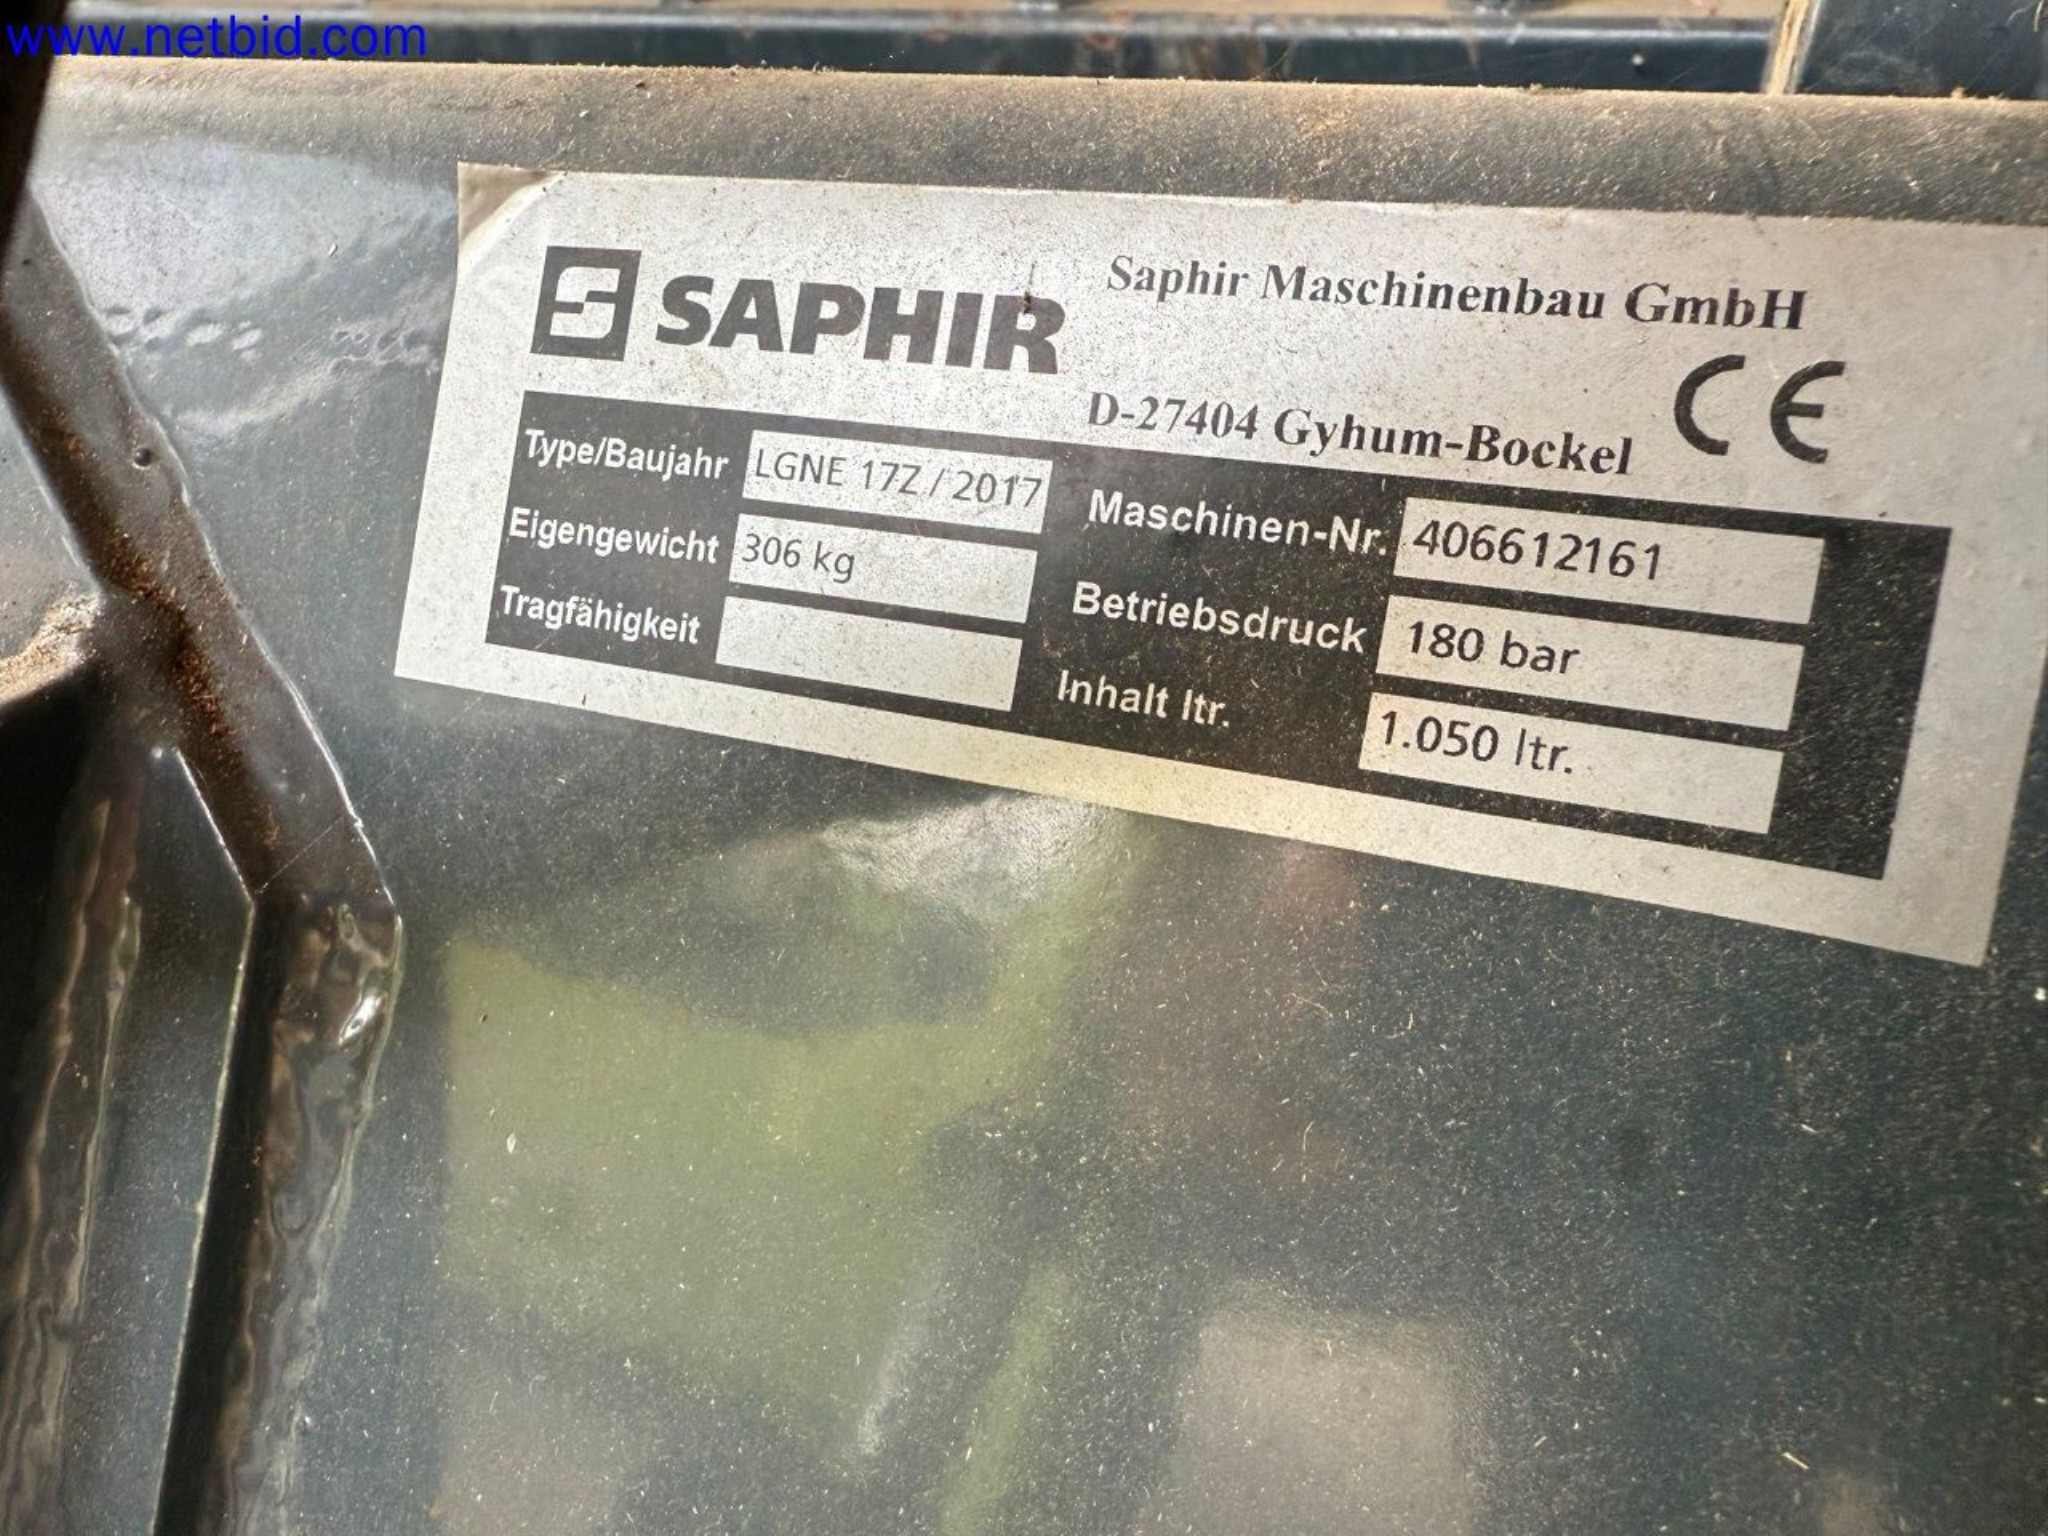 www.netbid.com
SAPHIR
Saphir Maschinenbau GmbH
D-27404 Gyhum-Bockel
CE
Type/Baujahr LGNE 17Z / 2017
Eigengewicht 306 kg
Tragfähigkeit
Maschinen-Nr. 406612161
Betriebsdruck 180 bar
Inhalt ltr. 1.050 ltr.